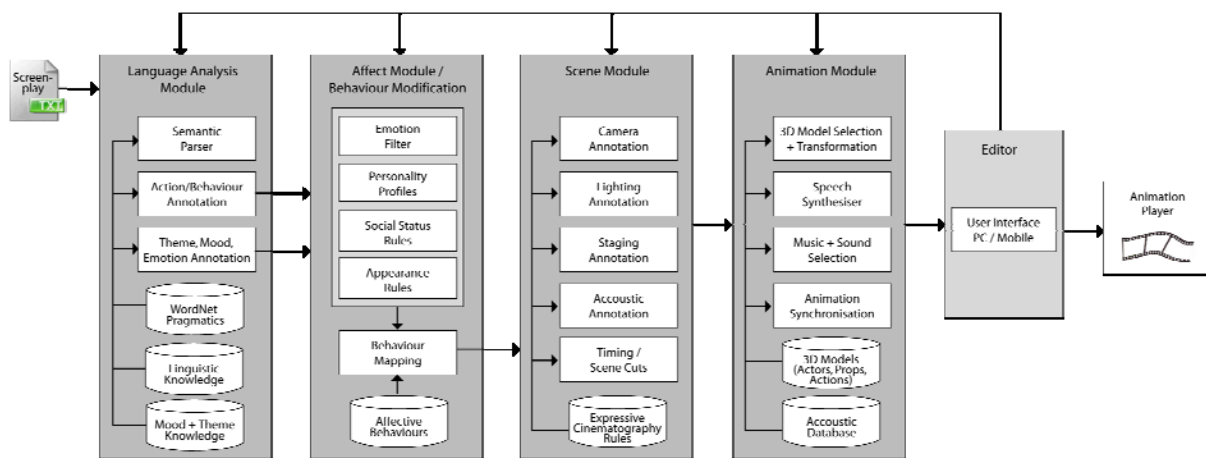 Screen-
play
TXT
Language Analysis
Module
Semantic
Parser
Action/Behaviour
Annotation
Theme, Mood,
Emotion Annotation
WordNet
Pragmatics
Linguistic
Knowledge
Mood + Theme
Knowledge
Affect Module /
Behaviour Modification
Emotion
Filter
Personality
Profiles
Social Status
Rules
Appearance
Rules
Behaviour
Mapping
Affective
Behaviours
Scene Module
Camera
Annotation
Lighting
Annotation
Staging
Annotation
Accoustic
Annotation
Timing /
Scene Cuts
Expressive
Cinematography
Rules
Animation Module
3D Model Selection
+ Transformation
Speech
Synthesiser
Music + Sound
Selection
Animation
Synchronisation
3D Models
(Actors, Props,
Actions)
Accoustic
Database
Editor
User Interface
PC / Mobile
Animation
Player